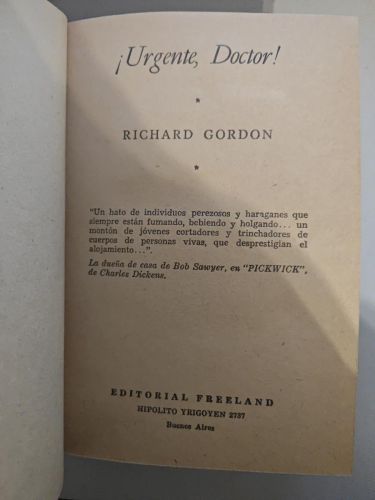 ¡Urgente, Doctor!
*
RICHARD GORDON
*
"Un hato de individuos perezosos y haraganes que
siempre están fumando, bebiendo y holgando... un
montón de jóvenes cortadores y trinchadores de
cuerpos de personas vivas, que desprestigian el
alojamiento...".
La dueña de casa de Bob Sawyer, en "PICKWICK",
de Charles Dickens.
EDITORIAL FREELAND
HIPOLITO YRIGOYEN 2737
Buenos Aires